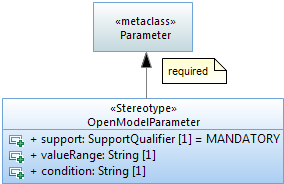 «metaclass»
Parameter
required
«Stereotype»
OpenModelParameter
+ support: SupportQualifier [1] = MANDATORY
+ valueRange: String [1]
+ condition: String [1]